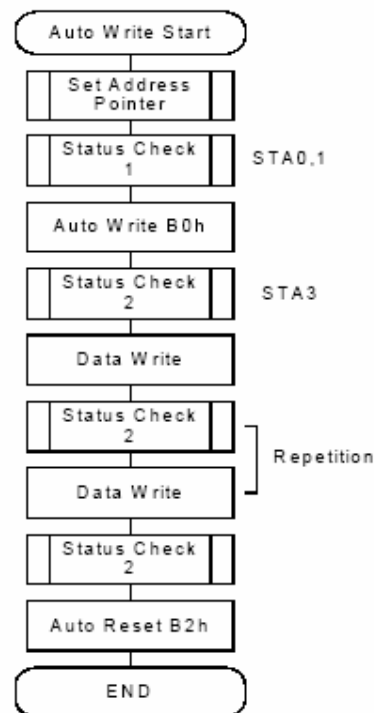 Auto Write Start
Set Address
Pointer
Status Check
1
STA0,1
Auto Write B0h
Status Check
2
STA3
Data Write
Status Check
2
Repetition
Data Write
Status Check
2
Auto Reset B2h
END